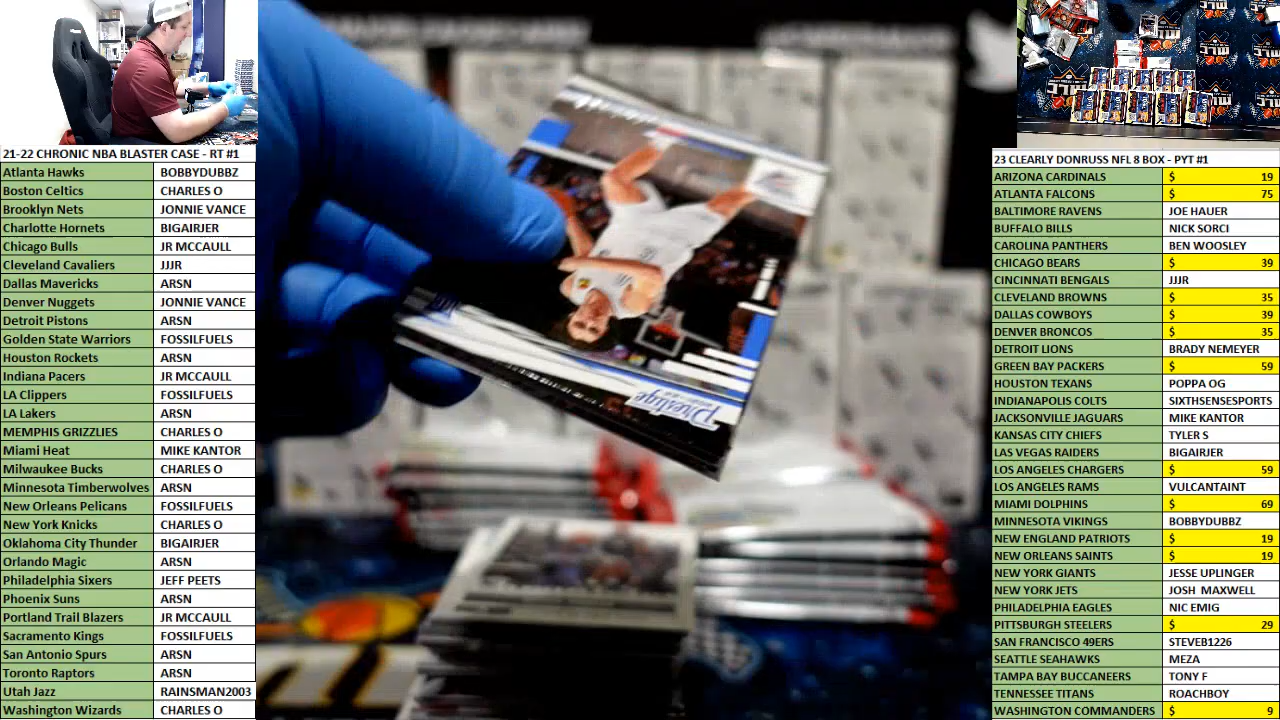 21-22 CHRONIC NBA BLASTER CASE - RT #1
Atlanta Hawks BOBBYDUBBZ
Boston Celtics CHARLES O
Brooklyn Nets JONNIE VANCE
Charlotte Hornets BIGAIRJER
Chicago Bulls JR MCCAULL
Cleveland Cavaliers JJJR
Dallas Mavericks ARSN
Denver Nuggets JONNIE VANCE
Detroit Pistons ARSN
Golden State Warriors FOSSILFUELS
Houston Rockets ARSN
Indiana Pacers JR MCCAULL
LA Clippers FOSSILFUELS
LA Lakers ARSN
MEMPHIS GRIZZLIES CHARLES O
Miami Heat MIKE KANTOR
Milwaukee Bucks CHARLES O
Minnesota Timberwolves ARSN
New Orleans Pelicans FOSSILFUELS
New York Knicks CHARLES O
Oklahoma City Thunder BIGAIRJER
Orlando Magic ARSN
Philadelphia Sixers JEFF PEETS
Phoenix Suns ARSN
Portland Trail Blazers JR MCCAULL
Sacramento Kings FOSSILFUELS
San Antonio Spurs ARSN
Toronto Raptors ARSN
Utah Jazz RAINSMAN2003
Washington Wizards CHARLES O
Prestige
23 CLEARLY DONRUSS NFL 8 BOX - PYT #1
ARIZONA CARDINALS $ 19
ATLANTA FALCONS $ 75
BALTIMORE RAVENS JOE HAUER
BUFFALO BILLS NICK SORCI
CAROLINA PANTHERS BEN WOOSLEY
CHICAGO BEARS $ 39
CINCINNATI BENGALS JJJR
CLEVELAND BROWNS $ 35
DALLAS COWBOYS $ 39
DENVER BRONCOS $ 35
DETROIT LIONS BRADY NEMEYER
GREEN BAY PACKERS $ 59
HOUSTON TEXANS POPPA OG
INDIANAPOLIS COLTS SIXTHSENSESPORTS
JACKSONVILLE JAGUARS MIKE KANTOR
KANSAS CITY CHIEFS TYLER S
LAS VEGAS RAIDERS BIGAIRJER
LOS ANGELES CHARGERS $ 59
LOS ANGELES RAMS VULCANTAINT
MIAMI DOLPHINS $ 69
MINNESOTA VIKINGS BOBBYDUBBZ
NEW ENGLAND PATRIOTS $ 19
NEW ORLEANS SAINTS $ 19
NEW YORK GIANTS JESSE UPLINGER
NEW YORK JETS JOSH MAXWELL
PHILADELPHIA EAGLES NIC EMIG
PITTSBURGH STEELERS $ 29
SAN FRANCISCO 49ERS STEVEB1226
SEATTLE SEAHAWKS MEZA
TAMPA BAY BUCCANEERS TONY F
TENNESSEE TITANS ROACHBOY
WASHINGTON COMMANDERS $ 9